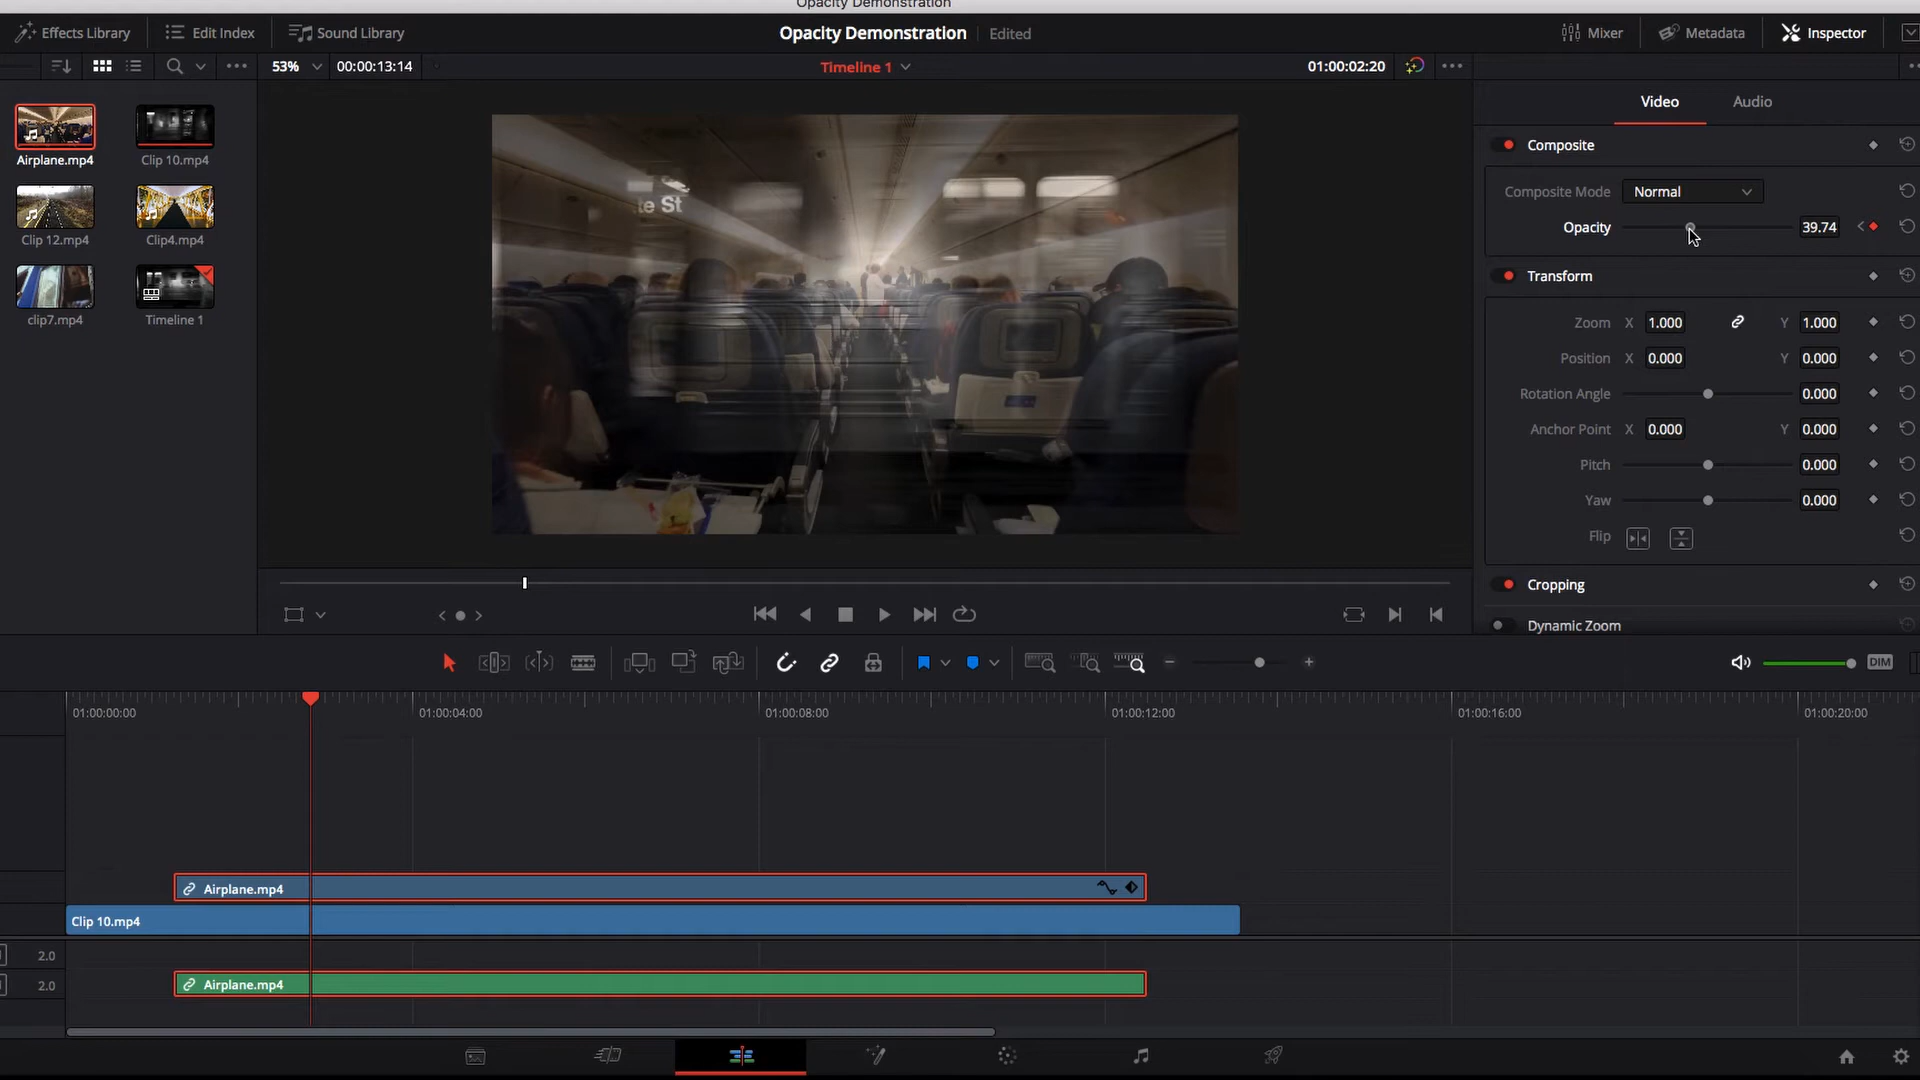 Opacity Demonstration
Effects Library
Edit Index
Sound Library
Opacity Demonstration
Edited
Mixer
Metadata
Inspector
53%
00:00:13:14
Timeline 1
01:00:02:20
Airplane.mp4
Clip 10.mp4
Clip 12.mp4
Clip4.mp4
clip7.mp4
Timeline 1
te St
Video
Audio
Composite
Composite Mode
Normal
Opacity
39.74
Transform
Zoom X 1.000 Y 1.000
Position X 0.000 Y 0.000
Rotation Angle 0.000
Anchor Point X 0.000 Y 0.000
Pitch 0.000
Yaw 0.000
Flip
Cropping
Dynamic Zoom
DIM
01:00:00:00
01:00:04:00
01:00:08:00
01:00:12:00
01:00:16:00
01:00:20:00
Airplane.mp4
Clip 10.mp4
2.0
2.0
Airplane.mp4